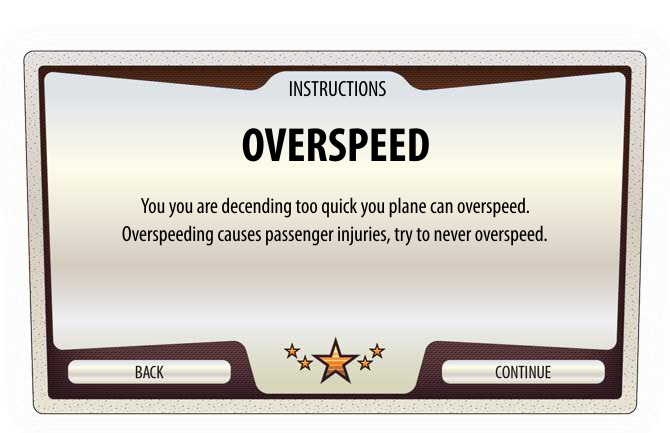 INSTRUCTIONS
OVERSPEED
You you are decending too quick you plane can overspeed.
Overspeeding causes passenger injuries, try to never overspeed.
BACK
CONTINUE